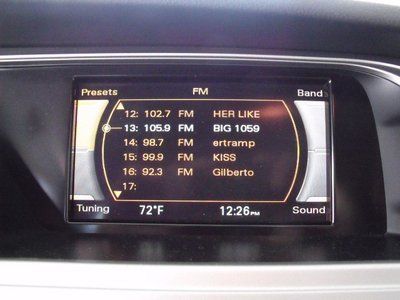 Presets FM Band
12: 102.7 FM HER LIKE
13: 105.9 FM BIG 1059
14: 98.7 FM ertramp
15: 99.9 FM KISS
16: 92.3 FM Gilberto
17:
Tuning 72°F 12:26PM Sound